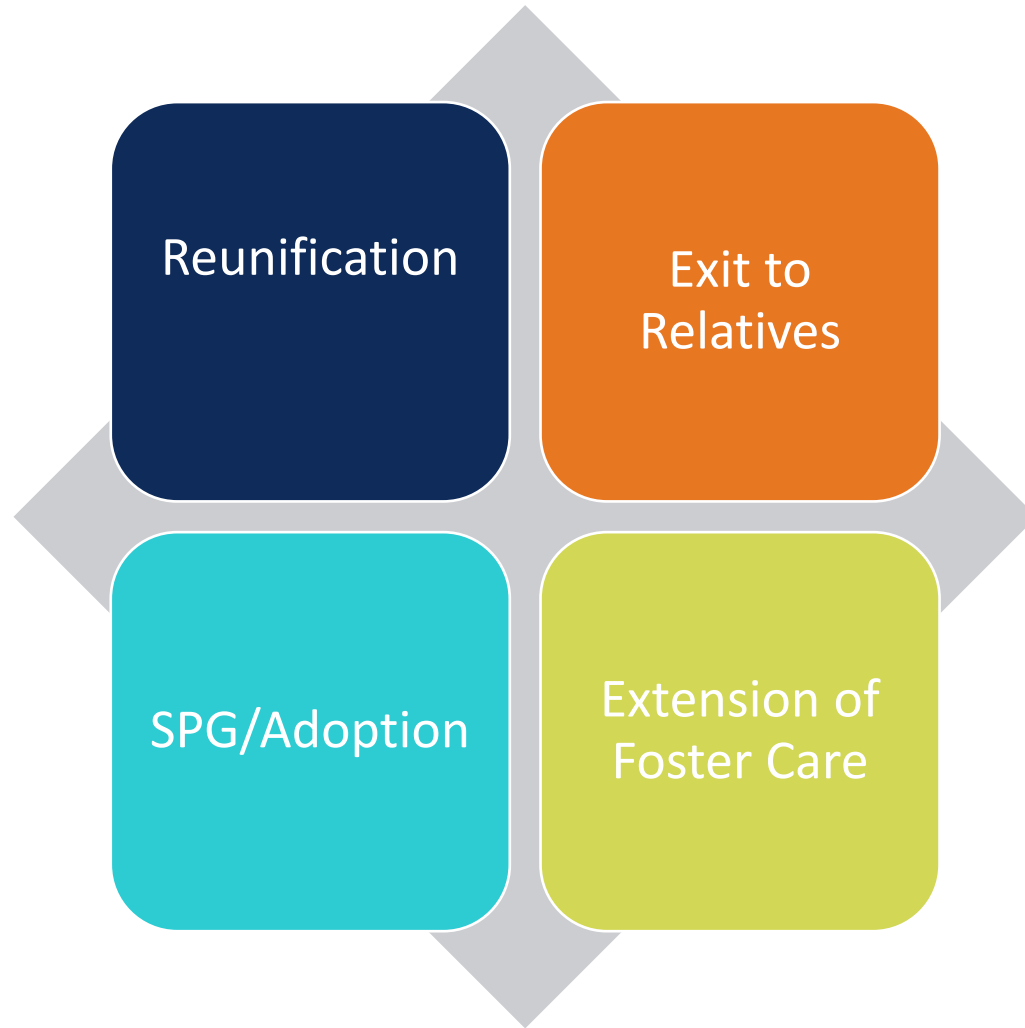 Reunification
Exit to
Relatives
SPG/Adoption
Extension of
Foster Care